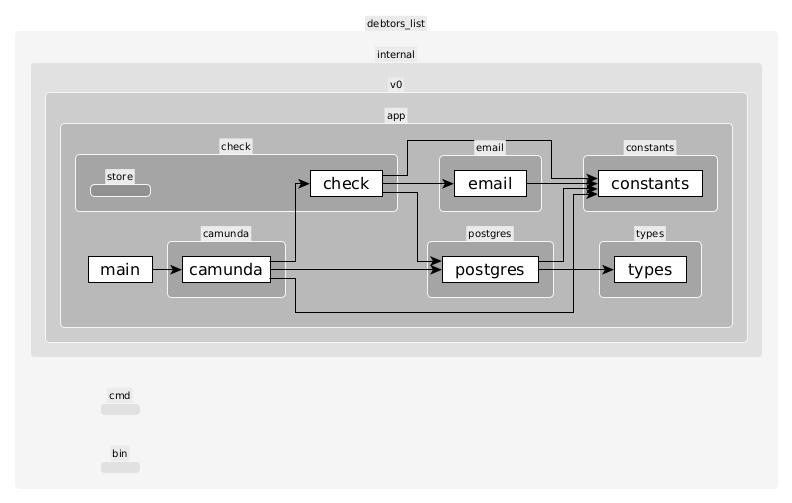 debtors_list
internal
v0
app
check
email
constants
store
check
email
constants
camunda
postgres
types
main
camunda
postgres
types
cmd
bin